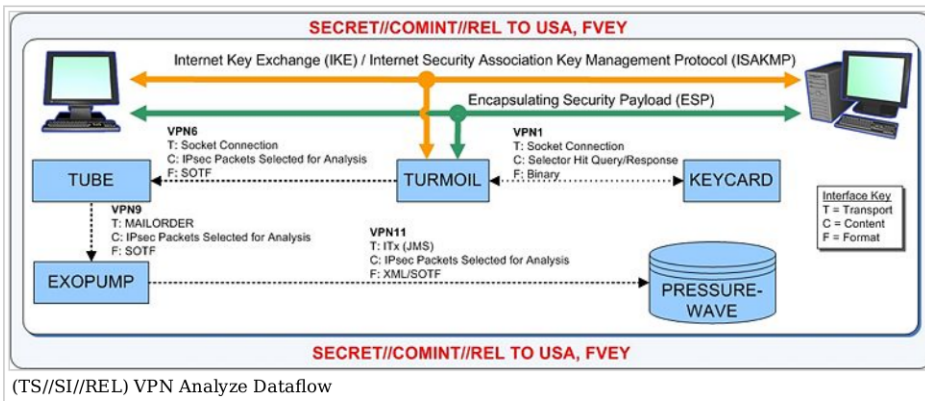 SECRET//COMINT//REL TO USA, FVEY
Internet Key Exchange (IKE) / Internet Security Association Key Management Protocol (ISAKMP)
Encapsulating Security Payload (ESP)
VPN6
T: Socket Connection
C: IPsec Packets Selected for Analysis
F: SOTF
VPN1
T: Socket Connection
C: Selector Hit Query/Response
F: Binary
TUBE
TURMOIL
KEYCARD
Interface Key
T = Transport
C = Content
F = Format
VPN9
T: MAILORDER
C: IPsec Packets Selected for Analysis
F: SOTF
VPN11
T: ITx (JMS)
C: IPsec Packets Selected for Analysis
F: XML/SOTF
EXOPUMP
PRESSURE-
WAVE
SECRET//COMINT//REL TO USA, FVEY
(TS//SI//REL) VPN Analyze Dataflow